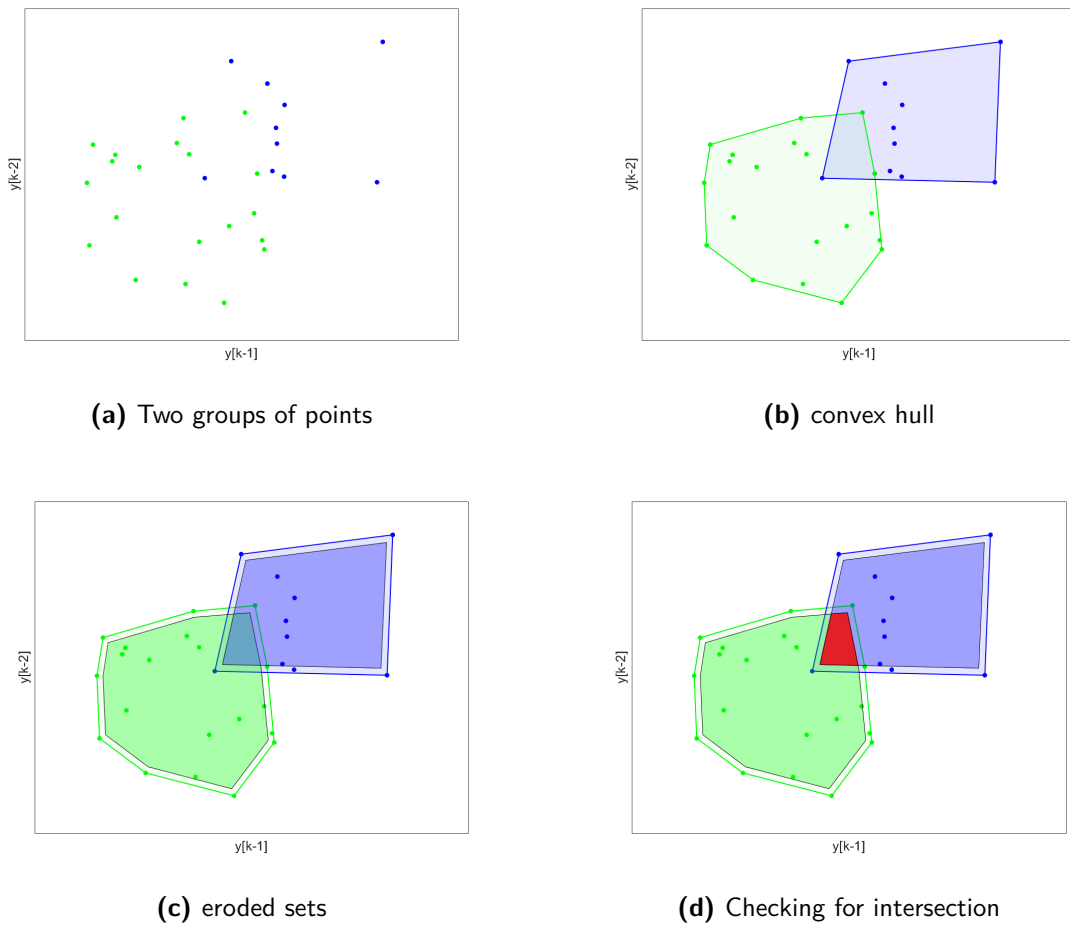 y[k-2]
y[k-1]
(a) Two groups of points
y[k-2]
y[k-1]
(b) convex hull
y[k-2]
y[k-1]
(c) eroded sets
y[k-2]
y[k-1]
(d) Checking for intersection